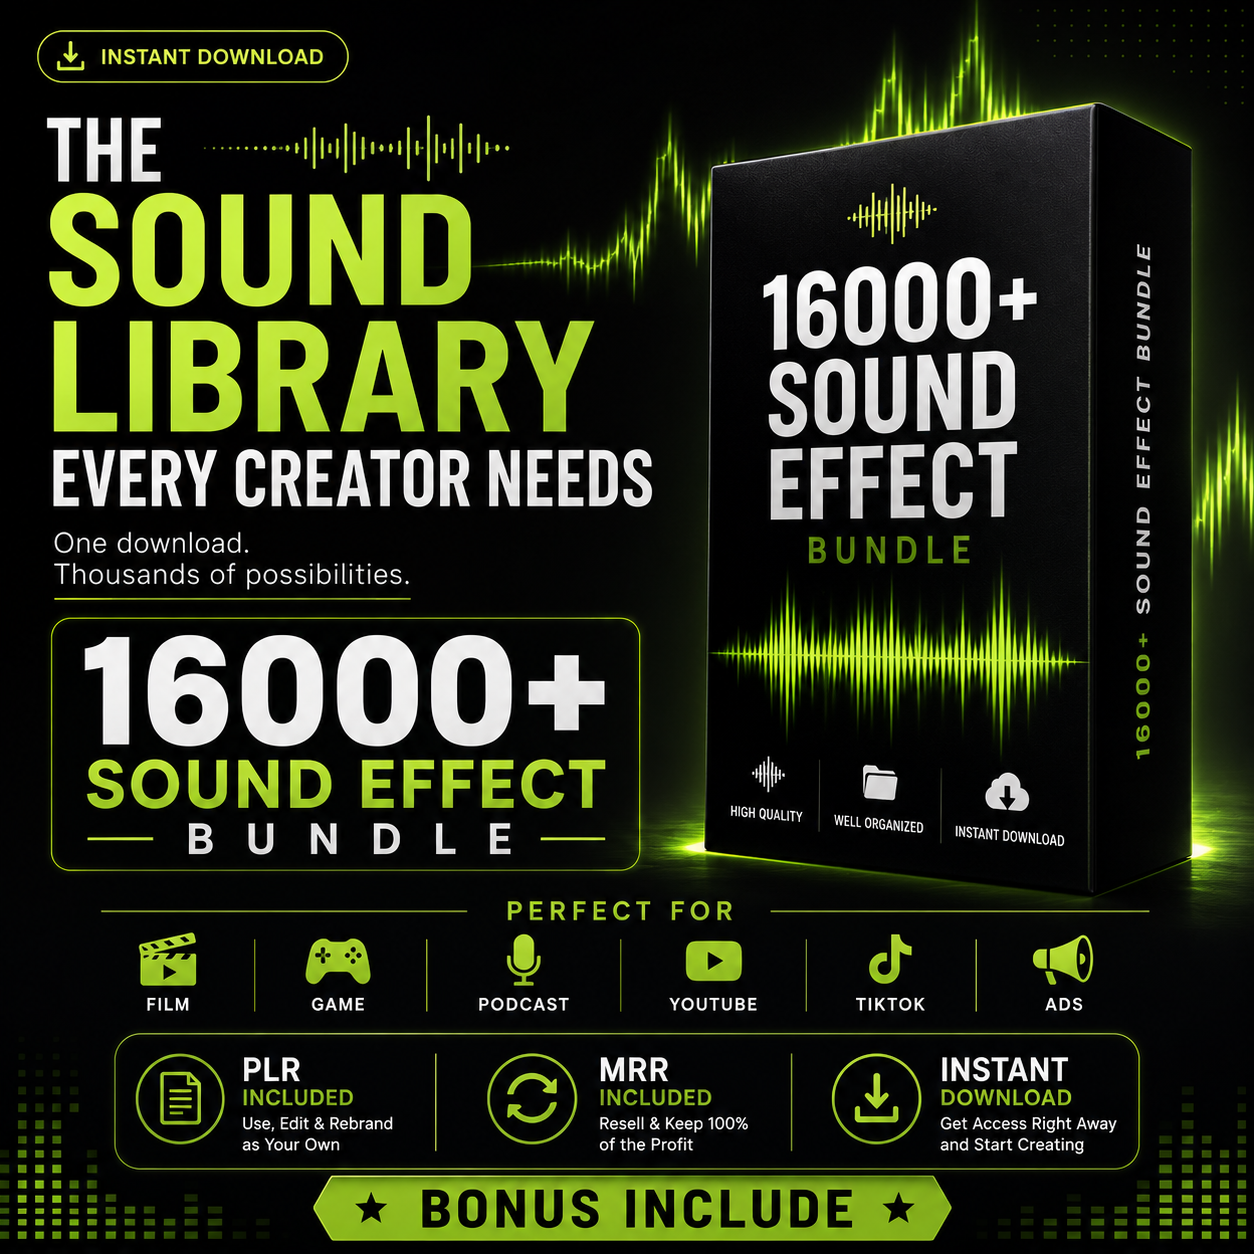 INSTANT DOWNLOAD
THE
SOUND
LIBRARY
EVERY CREATOR NEEDS
One download.
Thousands of possibilities.
16000+
SOUND EFFECT
BUNDLE
16000+
SOUND
EFFECT
BUNDLE
HIGH QUALITY
WELL ORGANIZED
INSTANT DOWNLOAD
16000+ SOUND EFFECT BUNDLE
PERFECT FOR
FILM
GAME
PODCAST
YOUTUBE
TIKTOK
ADS
PLR
INCLUDED
Use, Edit & Rebrand
as Your Own
MRR
INCLUDED
Resell & Keep 100%
of the Profit
INSTANT
DOWNLOAD
Get Access Right Away
and Start Creating
BONUS INCLUDE